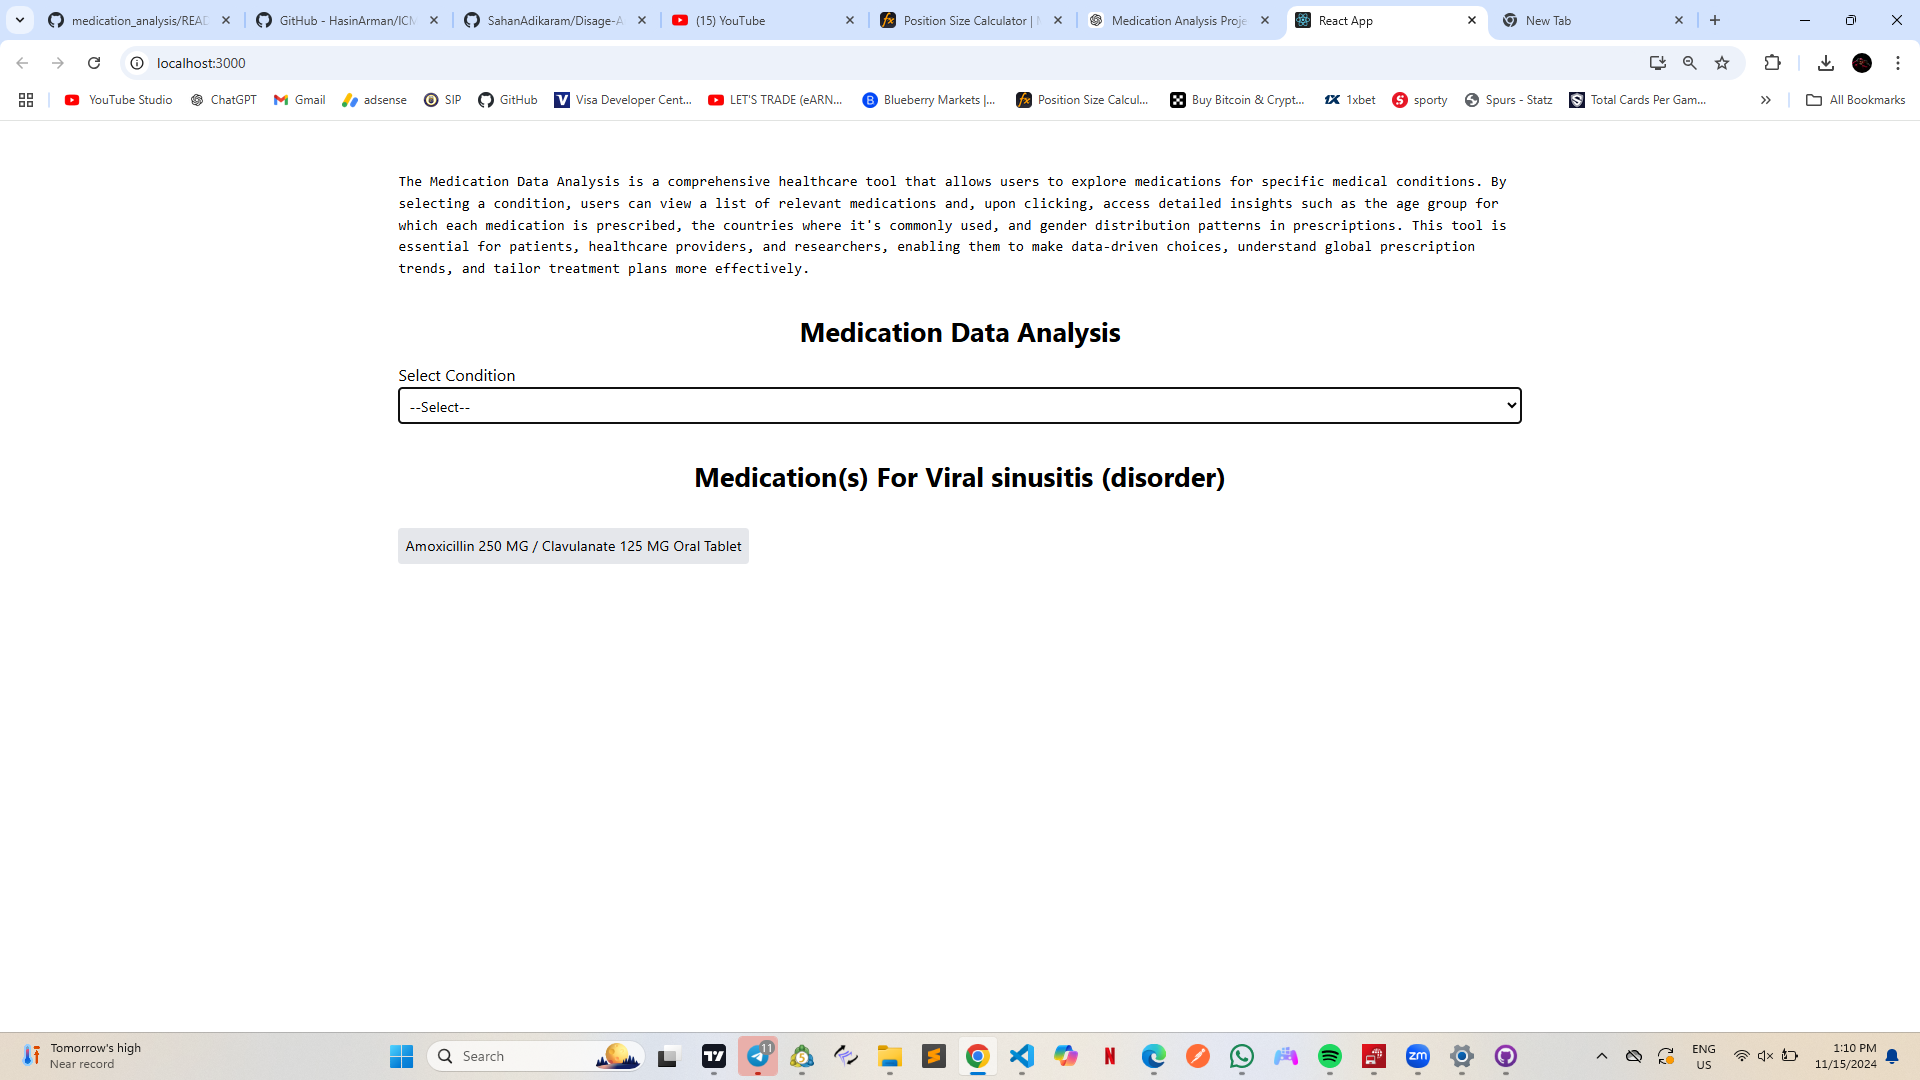 medication_analysis/READ
GitHub - HasinArman/ICM
SahanAdikaram/Disage-A
(15) YouTube
Position Size Calculator |
Medication Analysis Proje
React App
New Tab
localhost:3000
YouTube Studio
ChatGPT
Gmail
adsense
SIP
GitHub
Visa Developer Cent...
LET'S TRADE (eARN...
Blueberry Markets |...
Position Size Calcul...
Buy Bitcoin & Crypt...
1xbet
sporty
Spurs - Statz
Total Cards Per Gam...
All Bookmarks
The Medication Data Analysis is a comprehensive healthcare tool that allows users to explore medications for specific medical conditions. By
selecting a condition, users can view a list of relevant medications and, upon clicking, access detailed insights such as the age group for
which each medication is prescribed, the countries where it's commonly used, and gender distribution patterns in prescriptions. This tool is
essential for patients, healthcare providers, and researchers, enabling them to make data-driven choices, understand global prescription
trends, and tailor treatment plans more effectively.
Medication Data Analysis
Select Condition
--Select--
Medication(s) For Viral sinusitis (disorder)
Amoxicillin 250 MG / Clavulanate 125 MG Oral Tablet
Tomorrow's high
Near record
Search
11
zm
ENG
US
1:10 PM
11/15/2024